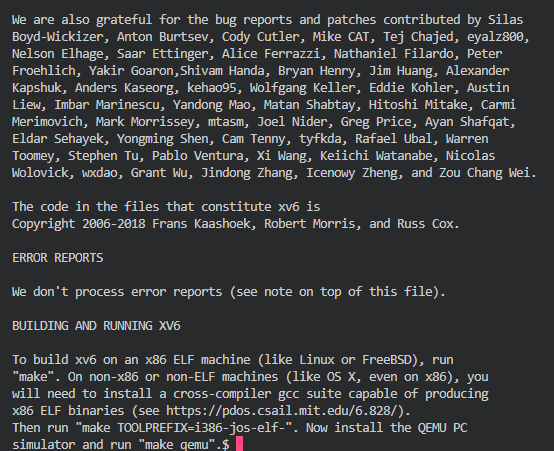 We are also grateful for the bug reports and patches contributed by Silas
Boyd-Wickizer, Anton Burtsev, Cody Cutler, Mike CAT, Tej Chajed, eyalz800,
Nelson Elhage, Saar Ettinger, Alice Ferrazzi, Nathaniel Filardo, Peter
Froehlich, Yakir Goaron,Shivam Handa, Bryan Henry, Jim Huang, Alexander
Kapshuk, Anders Kaseorg, kehao95, Wolfgang Keller, Eddie Kohler, Austin
Liew, Imbar Marinescu, Yandong Mao, Matan Shabtay, Hitoshi Mitake, Carmi
Merimovich, Mark Morrissey, mtasm, Joel Nider, Greg Price, Ayan Shafqat,
Eldar Sehayek, Yongming Shen, Cam Tenny, tyfkda, Rafael Ubal, Warren
Toomey, Stephen Tu, Pablo Ventura, Xi Wang, Keiichi Watanabe, Nicolas
Wolovick, wxdao, Grant Wu, Jindong Zhang, Icenowy Zheng, and Zou Chang Wei.

The code in the files that constitute xv6 is
Copyright 2006-2018 Frans Kaashoek, Robert Morris, and Russ Cox.

ERROR REPORTS

We don't process error reports (see note on top of this file).

BUILDING AND RUNNING XV6

To build xv6 on an x86 ELF machine (like Linux or FreeBSD), run
"make". On non-x86 or non-ELF machines (like OS X, even on x86), you
will need to install a cross-compiler gcc suite capable of producing
x86 ELF binaries (see https://pdos.csail.mit.edu/6.828/).
Then run "make TOOLPREFIX=i386-jos-elf-". Now install the QEMU PC
simulator and run "make qemu".$